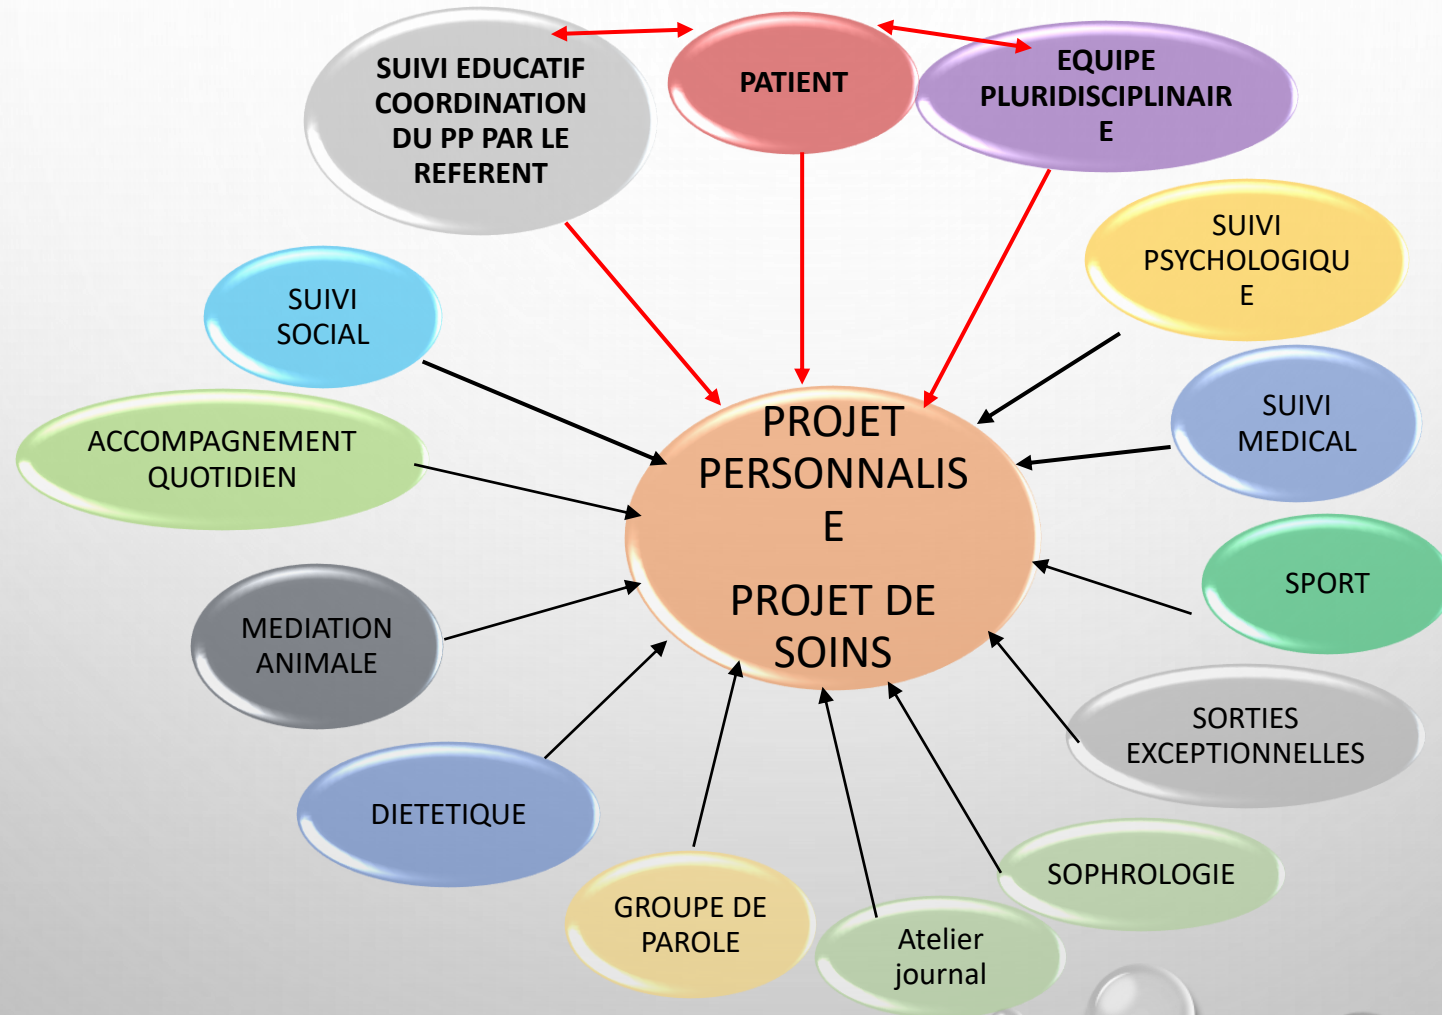 SUIVI EDUCATIF
COORDINATION
DU PP PAR LE
REFERENT
PATIENT
EQUIPE
PLURIDISCIPLINAIR
E
SUIVI
PSYCHOLOGIQU
E
SUIVI
SOCIAL
SUIVI
MEDICAL
ACCOMPAGNEMENT
QUOTIDIEN
PROJET
PERSONNALIS
E
PROJET DE
SOINS
SPORT
MEDIATION
ANIMALE
SORTIES
EXCEPTIONNELLES
DIETETIQUE
SOPHROLOGIE
GROUPE DE
PAROLE
Atelier
journal